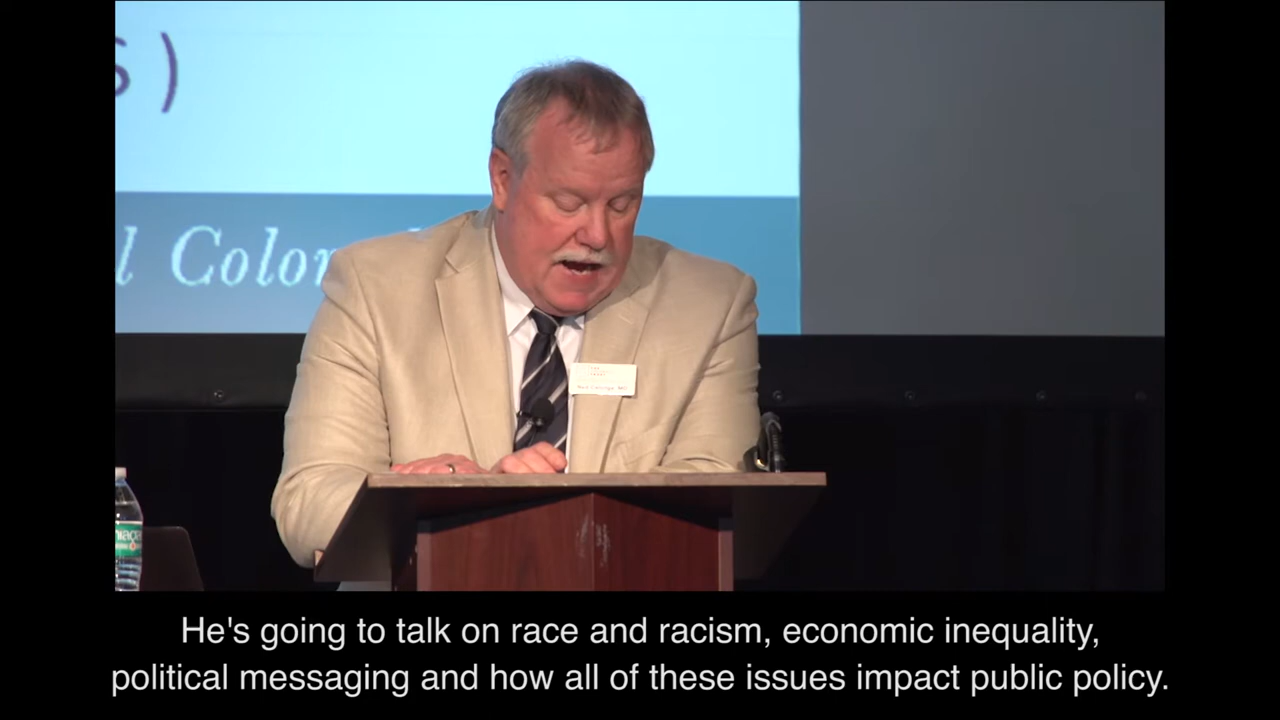 S)
l Color
He's going to talk on race and racism, economic inequality,
political messaging and how all of these issues impact public policy.